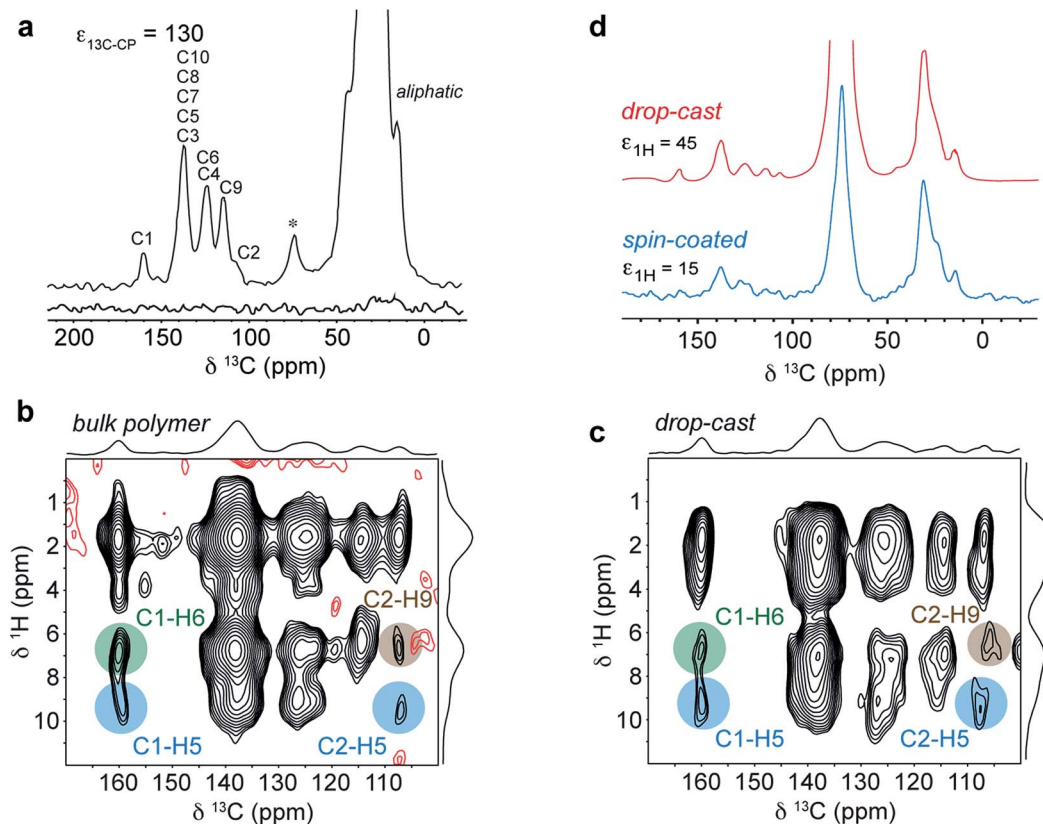 a
ε13C-CP = 130
C10
C8
C7
C5
C3
C6
C4
C9
C1
C2
*
aliphatic
200 150 100 50 0
δ 13C (ppm)
d
drop-cast
ε1H = 45
spin-coated
ε1H = 15
150 100 50 0
δ 13C (ppm)
b
bulk polymer
1
2
4
6
8
10
δ 1H (ppm)
C1-H6
C2-H9
C1-H5
C2-H5
160 150 140 130 120 110
δ 13C (ppm)
c
drop-cast
1
2
4
6
8
10
δ 1H (ppm)
C1-H6
C2-H9
C1-H5
C2-H5
160 150 140 130 120 110
δ 13C (ppm)